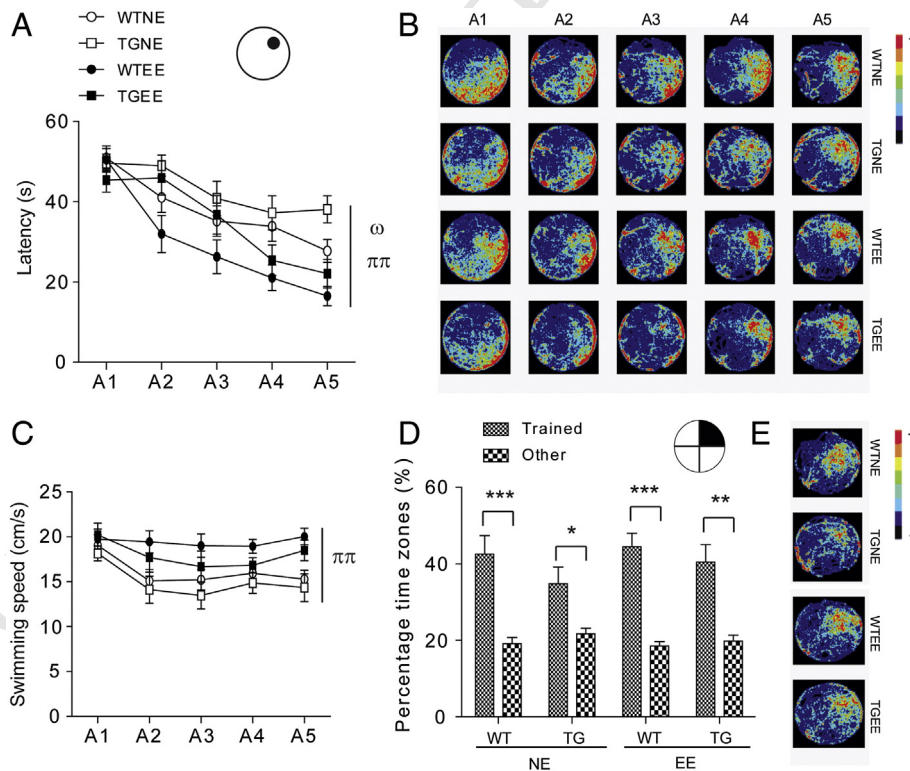 A
WTNE
TGNE
WTEE
TGEE
60
40
20
0
Latency (s)
A1 A2 A3 A4 A5
ω
ππ
B
A1 A2 A3 A4 A5
WTNE
TGNE
WTEE
TGEE
C
25
20
15
10
5
0
Swimming speed (cm/s)
A1 A2 A3 A4 A5
ππ
D
Trained
Other
Percentage time zones (%)
60
40
20
0
*** * *** **
WT TG WT TG
NE EE
E
WTNE
TGNE
WTEE
TGEE